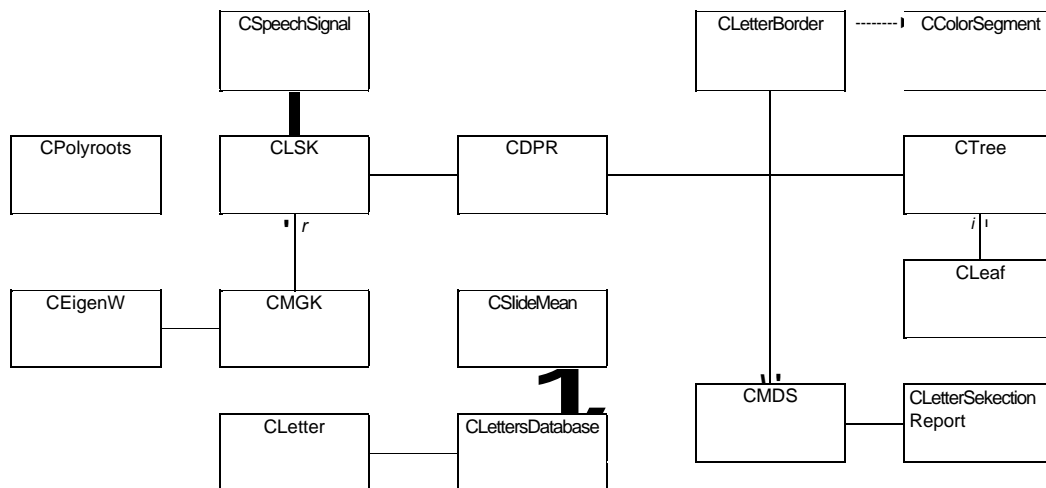 CSpeechSignal
CLetterBorder
CColorSegment
CPolyroots
CLSK
CDPR
CTree
CLeaf
CEigenW
CMGK
CSlideMean
CMDS
CLetterSekection
Report
CLetter
CLettersDatabase